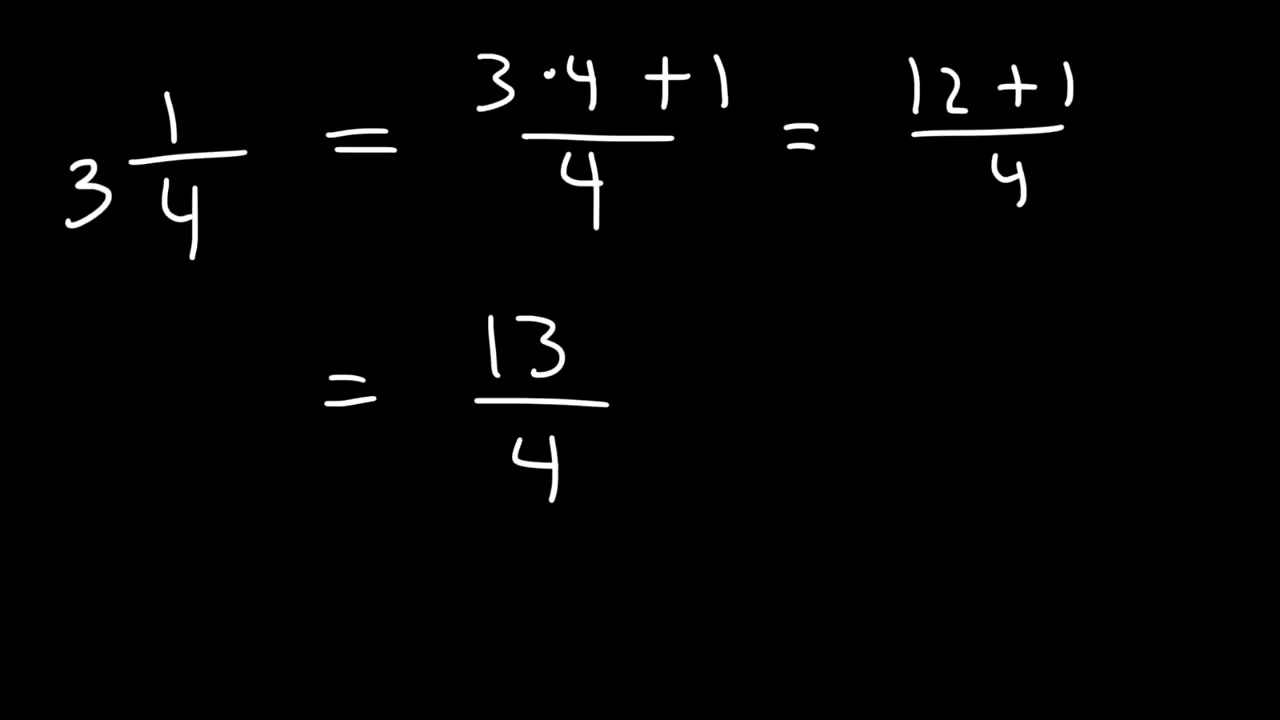 3 1/4 = (3·4 + 1)/4 = (12 + 1)/4
= 13/4